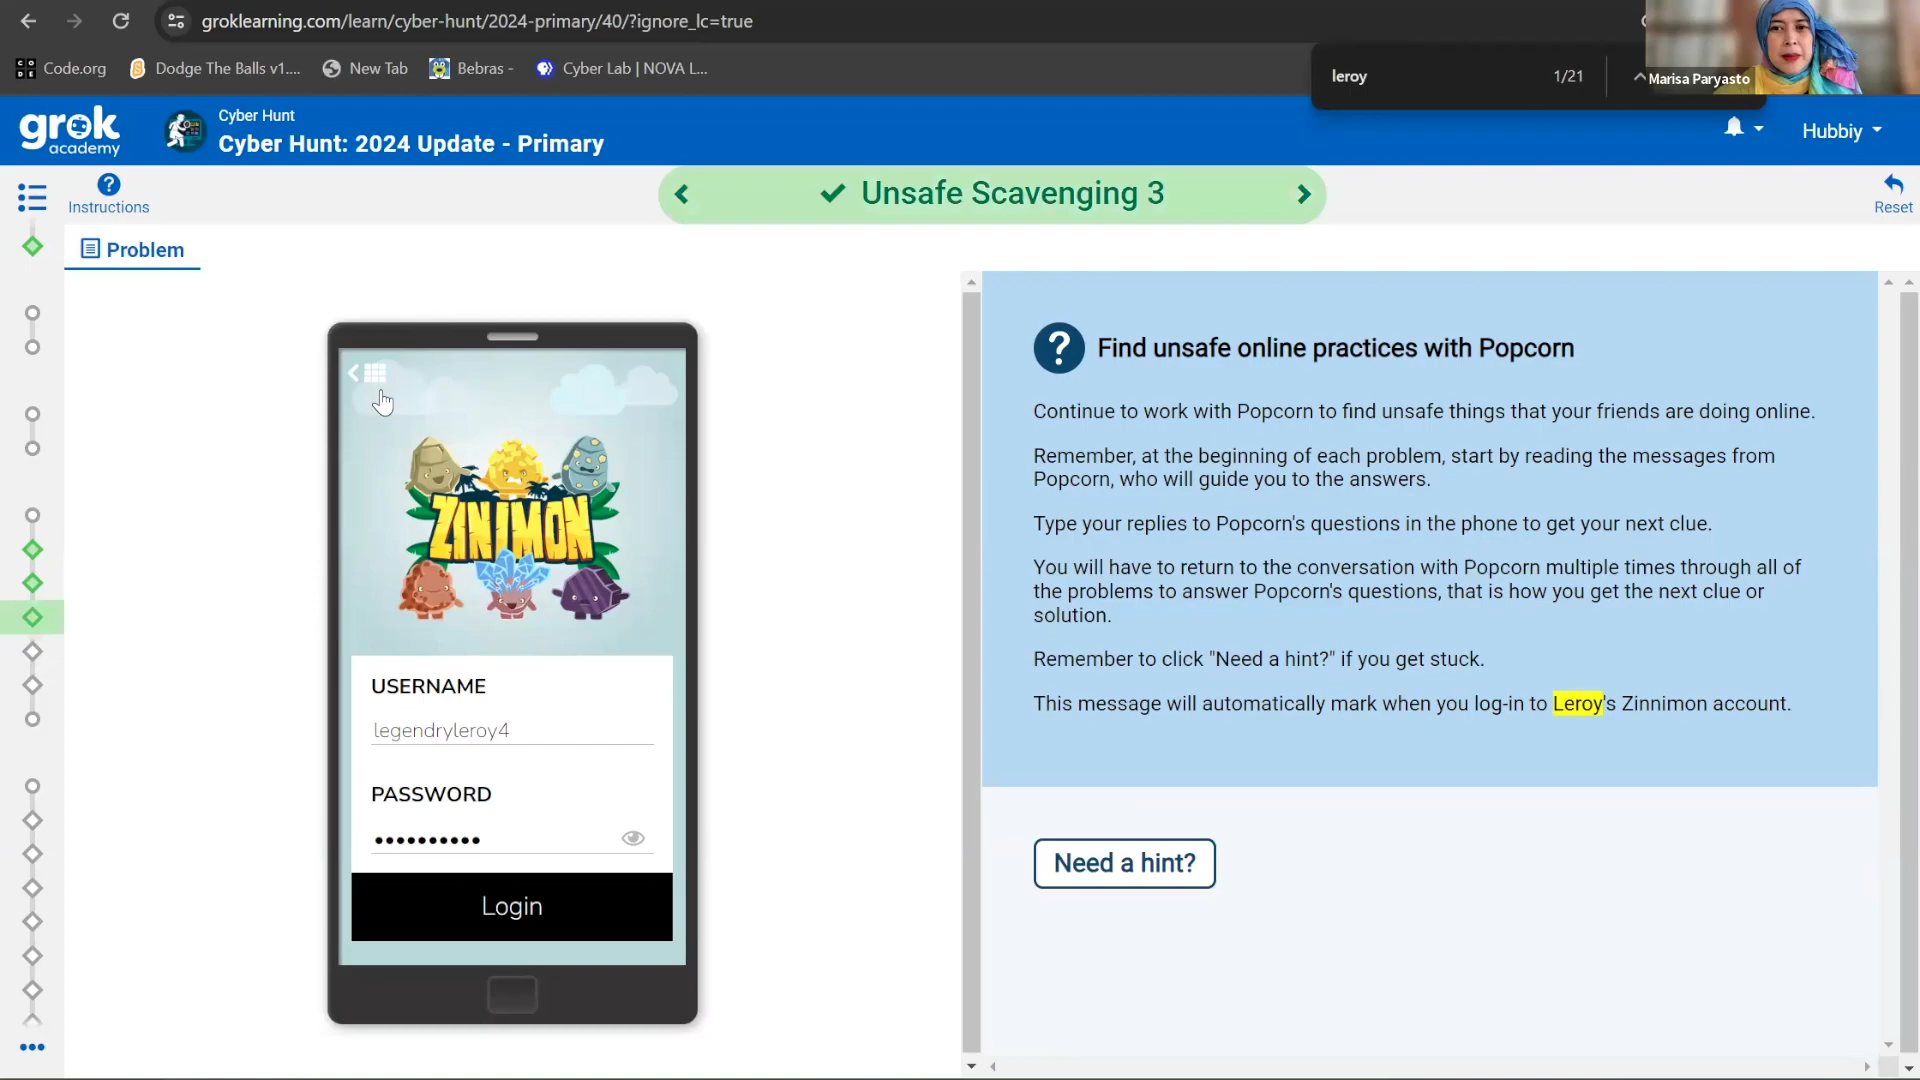 groklearning.com/learn/cyber-hunt/2024-primary/40/?ignore_lc=true
Code.org
Dodge The Balls v1....
New Tab
Bebras -
Cyber Lab | NOVA L...
leroy
1/21
Marisa Paryasto
grok
academy
Cyber Hunt
Cyber Hunt: 2024 Update - Primary
Hubbiy
Instructions
Unsafe Scavenging 3
Reset
Problem
ZINIMON
USERNAME
legendryleroy4
PASSWORD
Login
Find unsafe online practices with Popcorn
Continue to work with Popcorn to find unsafe things that your friends are doing online.
Remember, at the beginning of each problem, start by reading the messages from
Popcorn, who will guide you to the answers.
Type your replies to Popcorn's questions in the phone to get your next clue.
You will have to return to the conversation with Popcorn multiple times through all of
the problems to answer Popcorn's questions, that is how you get the next clue or
solution.
Remember to click "Need a hint?" if you get stuck.
This message will automatically mark when you log-in to Leroy's Zinnimon account.
Need a hint?